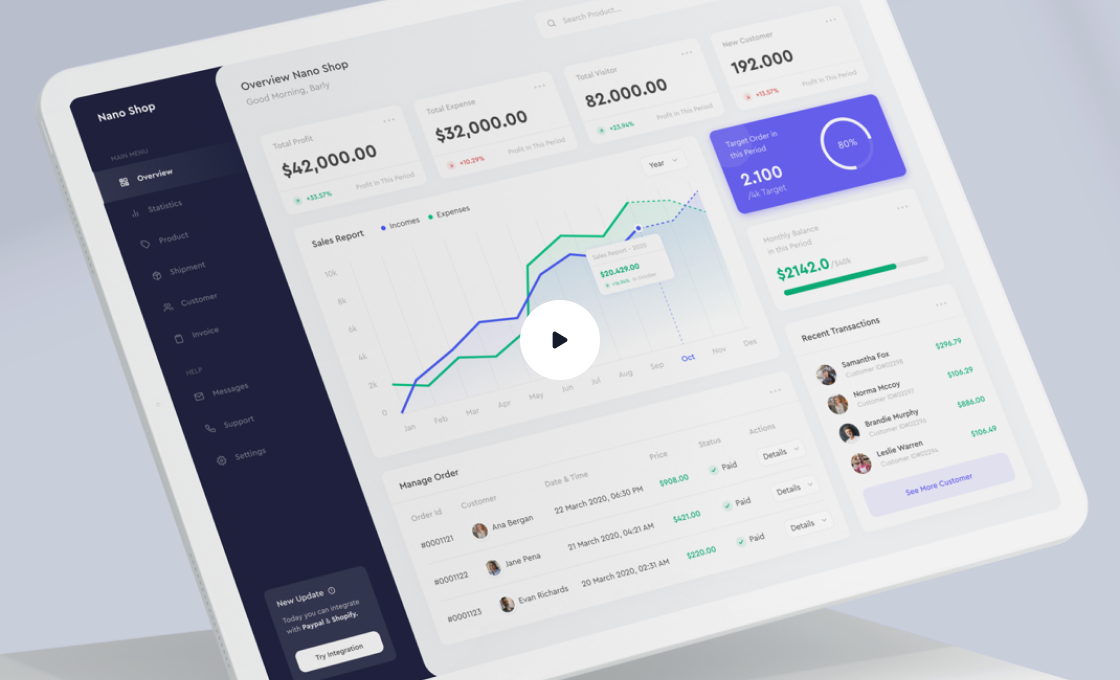 Nano Shop
MAIN MENU
Overview
Statistics
Product
Shipment
Customer
Invoice
HELP
Messages
Support
Settings
New Update
Today you can integrate
with Paypal & Shopify.
Try Integration
Search Product...
Overview Nano Shop
Good Morning, Barly
Total Profit
$42,000.00
+33.57%
Profit In This Period
Total Expense
$32,000.00
+10.29%
Profit In This Period
Total Visitor
82.000.00
+23.96%
Profit In This Period
New Customer
192.000
+13.57%
Profit In This Period
Sales Report
Incomes
Expenses
Year
10k
8k
6k
4k
2k
0
Sales Report - 2020
$20.429.00
in October
Jan
Feb
Mar
Apr
May
Jun
Jul
Aug
Sep
Oct
Nov
Des
Target Order in
this Period
2.100
/4k Target
80%
Monthly Balance
in this Period
$2142.0 /$40k
Recent Transactions
Samantha Fox
Customer ID#02298
$296.79
Norma Mccoy
Customer ID#02297
$106.29
Brandie Murphy
Customer ID#02296
$886.00
Leslie Warren
Customer ID#02294
$106.49
See More Customer
Manage Order
Order Id
Customer
Date & Time
Price
Status
Actions
#0001121
Ana Bergan
22 March 2020, 06:30 PM
$908.00
Paid
Details
#0001122
Jane Pena
21 March 2020, 04:21 AM
$421.00
Paid
Details
#0001123
Evan Richards
20 March 2020, 02:31 AM
$220.00
Paid
Details